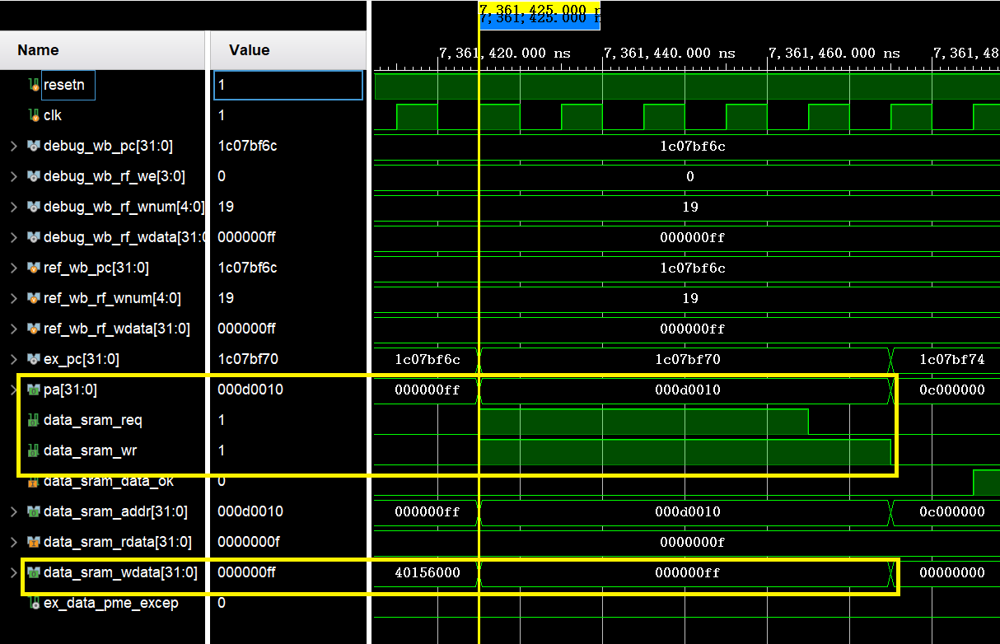 7,361,425.000 n
7,361,425.000 n
Name Value 7,361,420.000 ns 7,361,440.000 ns 7,361,460.000 ns 7,361,48
resetn 1
clk 1
debug_wb_pc[31:0] 1c07bf6c 1c07bf6c
debug_wb_rf_we[3:0] 0 0
debug_wb_rf_wnum[4:0] 19 19
debug_wb_rf_wdata[31:0 000000ff 000000ff
ref_wb_pc[31:0] 1c07bf6c 1c07bf6c
ref_wb_rf_wnum[4:0] 19 19
ref_wb_rf_wdata[31:0] 000000ff 000000ff
ex_pc[31:0] 1c07bf70 1c07bf6c 1c07bf70 1c07bf74
pa[31:0] 000d0010 000000ff 000d0010 0c000000
data_sram_req 1
data_sram_wr 1
data_sram_data_ok 0
data_sram_addr[31:0] 000d0010 000000ff 000d0010 0c000000
data_sram_rdata[31:0] 0000000f 0000000f
data_sram_wdata[31:0] 000000ff 40156000 000000ff 00000000
ex_data_pme_excep 0